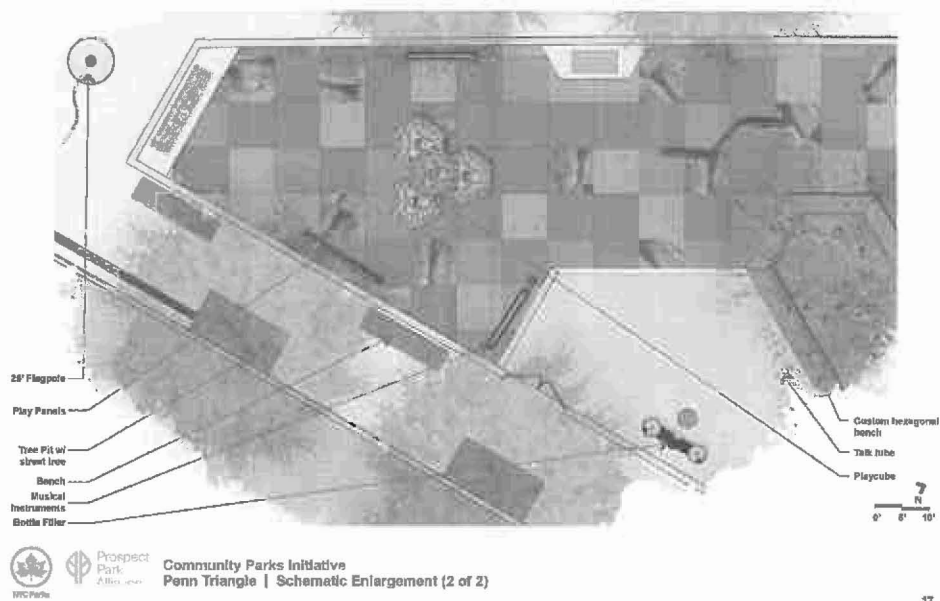 25' Flagpole
Play Panels
Tree Pit w/
street tree
Bench
Musical
Instruments
Bottle Filler
Custom hexagonal
bench
Talk tube
Playcube
N
0' 5' 10'
NYC Parks
Prospect
Park
Alliance
Community Parks Initiative
Penn Triangle | Schematic Enlargement (2 of 2)
17